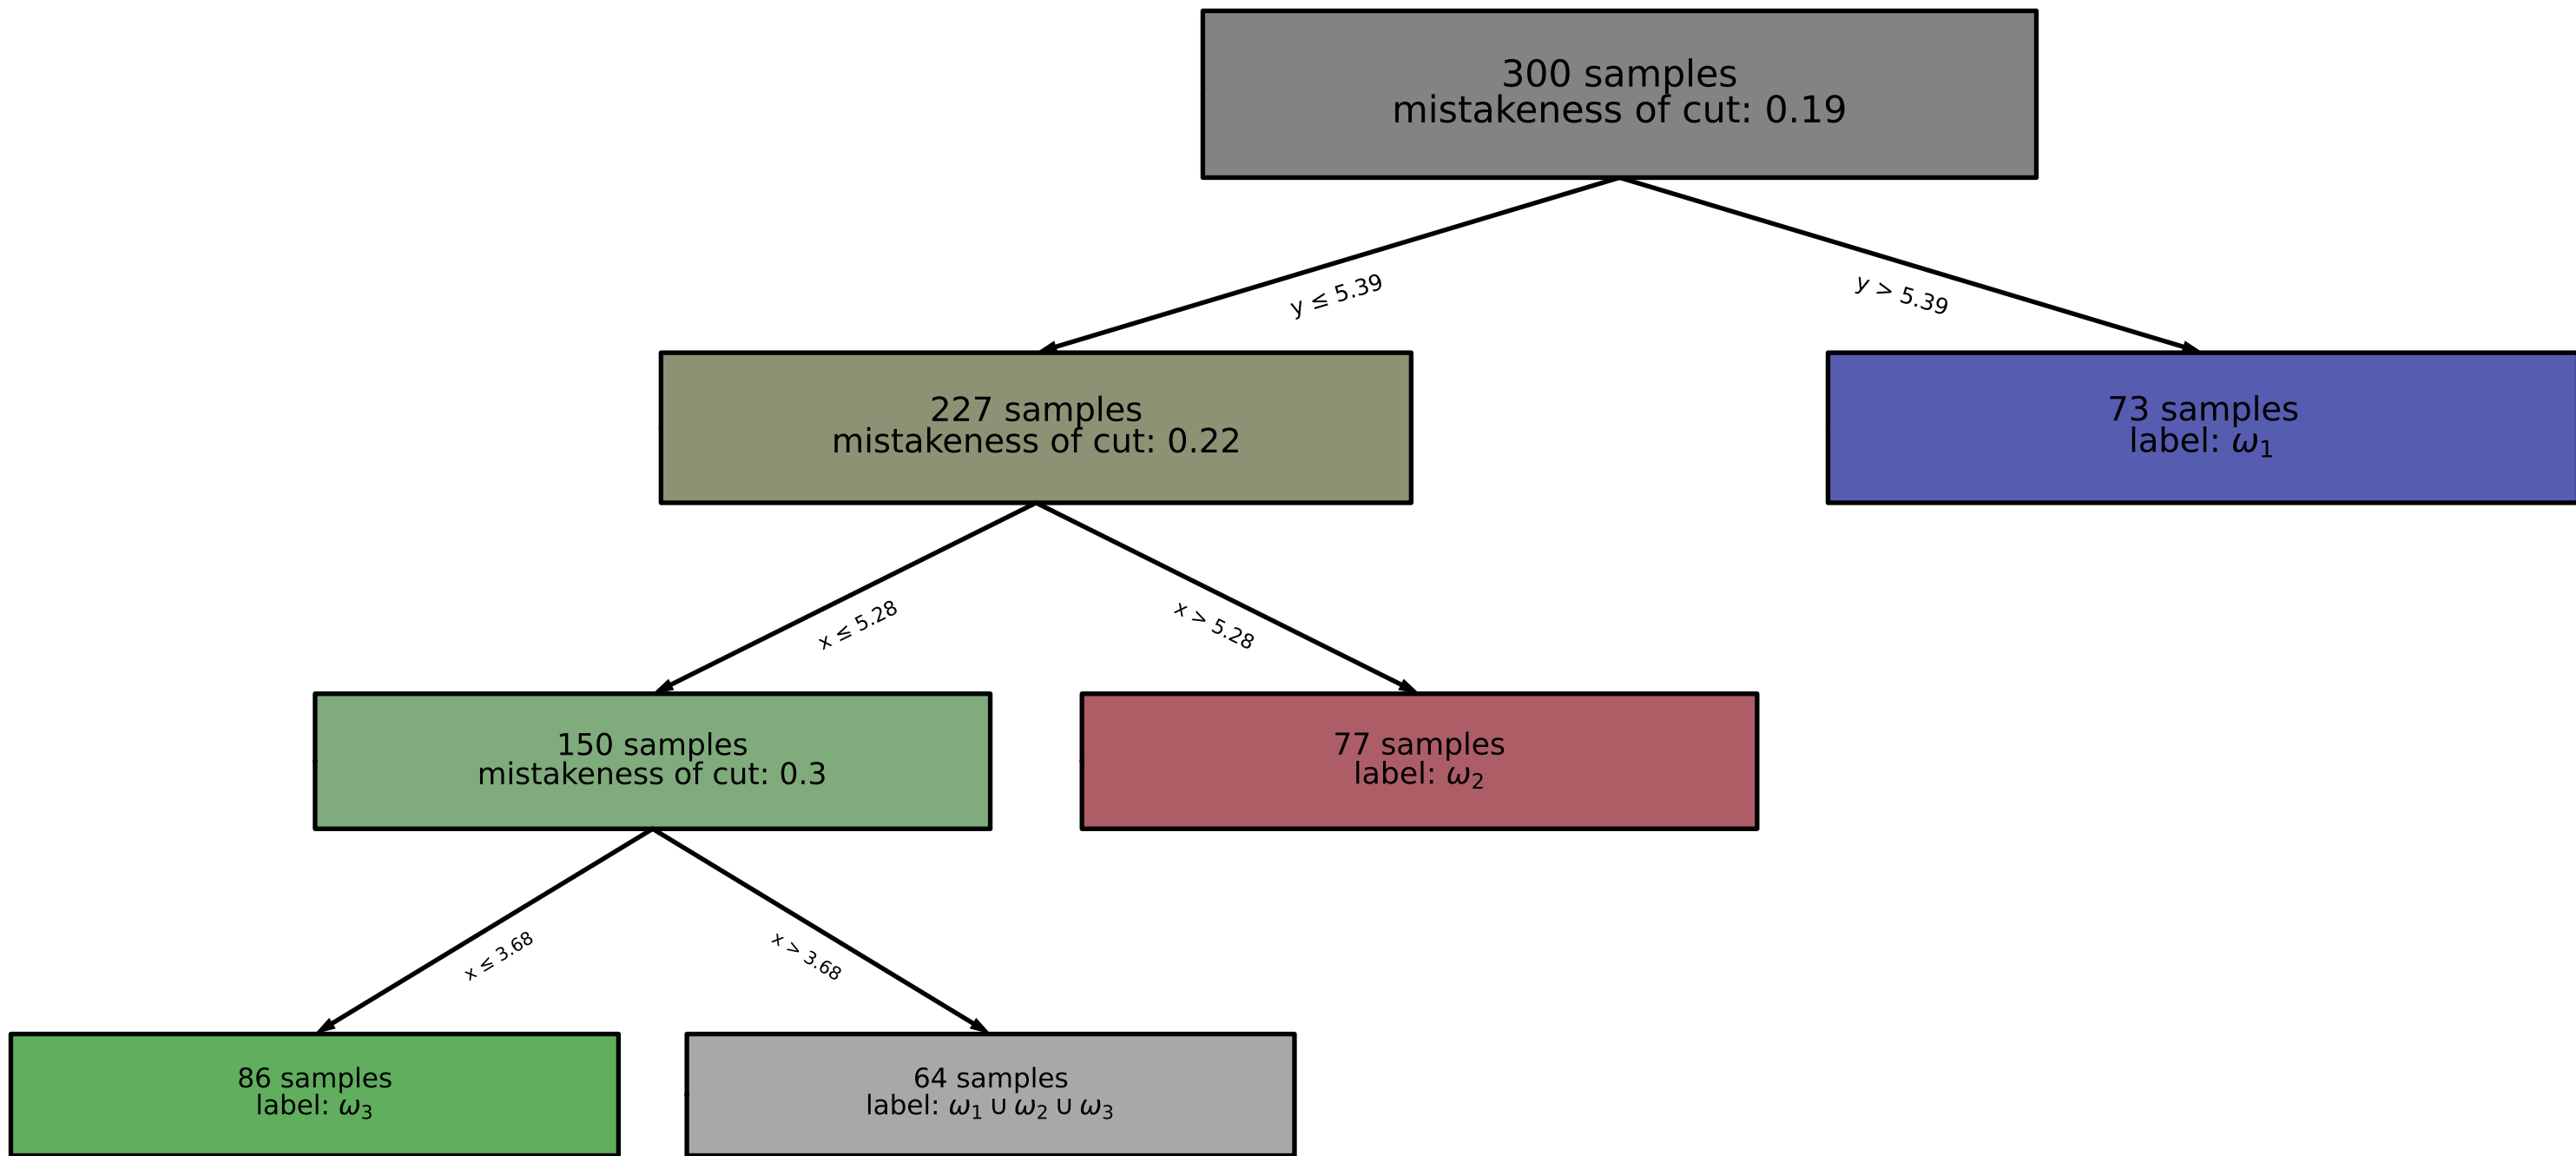 300 samples
mistakeness of cut: 0.19
y ≤ 5.39
y > 5.39
227 samples
mistakeness of cut: 0.22
73 samples
label: ω₁
x ≤ 5.28
x > 5.28
150 samples
mistakeness of cut: 0.3
77 samples
label: ω₂
x ≤ 3.68
x > 3.68
86 samples
label: ω₃
64 samples
label: ω₁ ∪ ω₂ ∪ ω₃